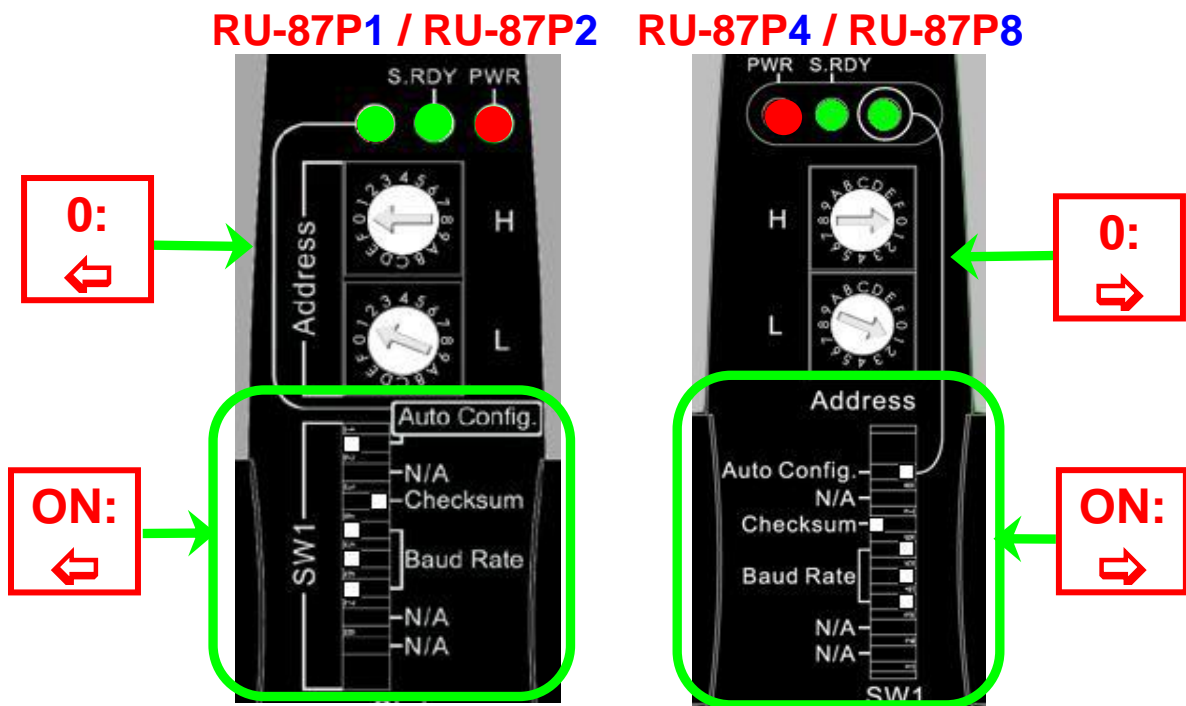 RU-87P1 / RU-87P2
RU-87P4 / RU-87P8
S.RDY PWR
Address
H
L
0:
ON:
Auto Config.
N/A
Checksum
Baud Rate
N/A
N/A
SW1
PWR S.RDY
H
L
Address
Auto Config.
N/A
Checksum
Baud Rate
N/A
N/A
SW1
0:
ON: